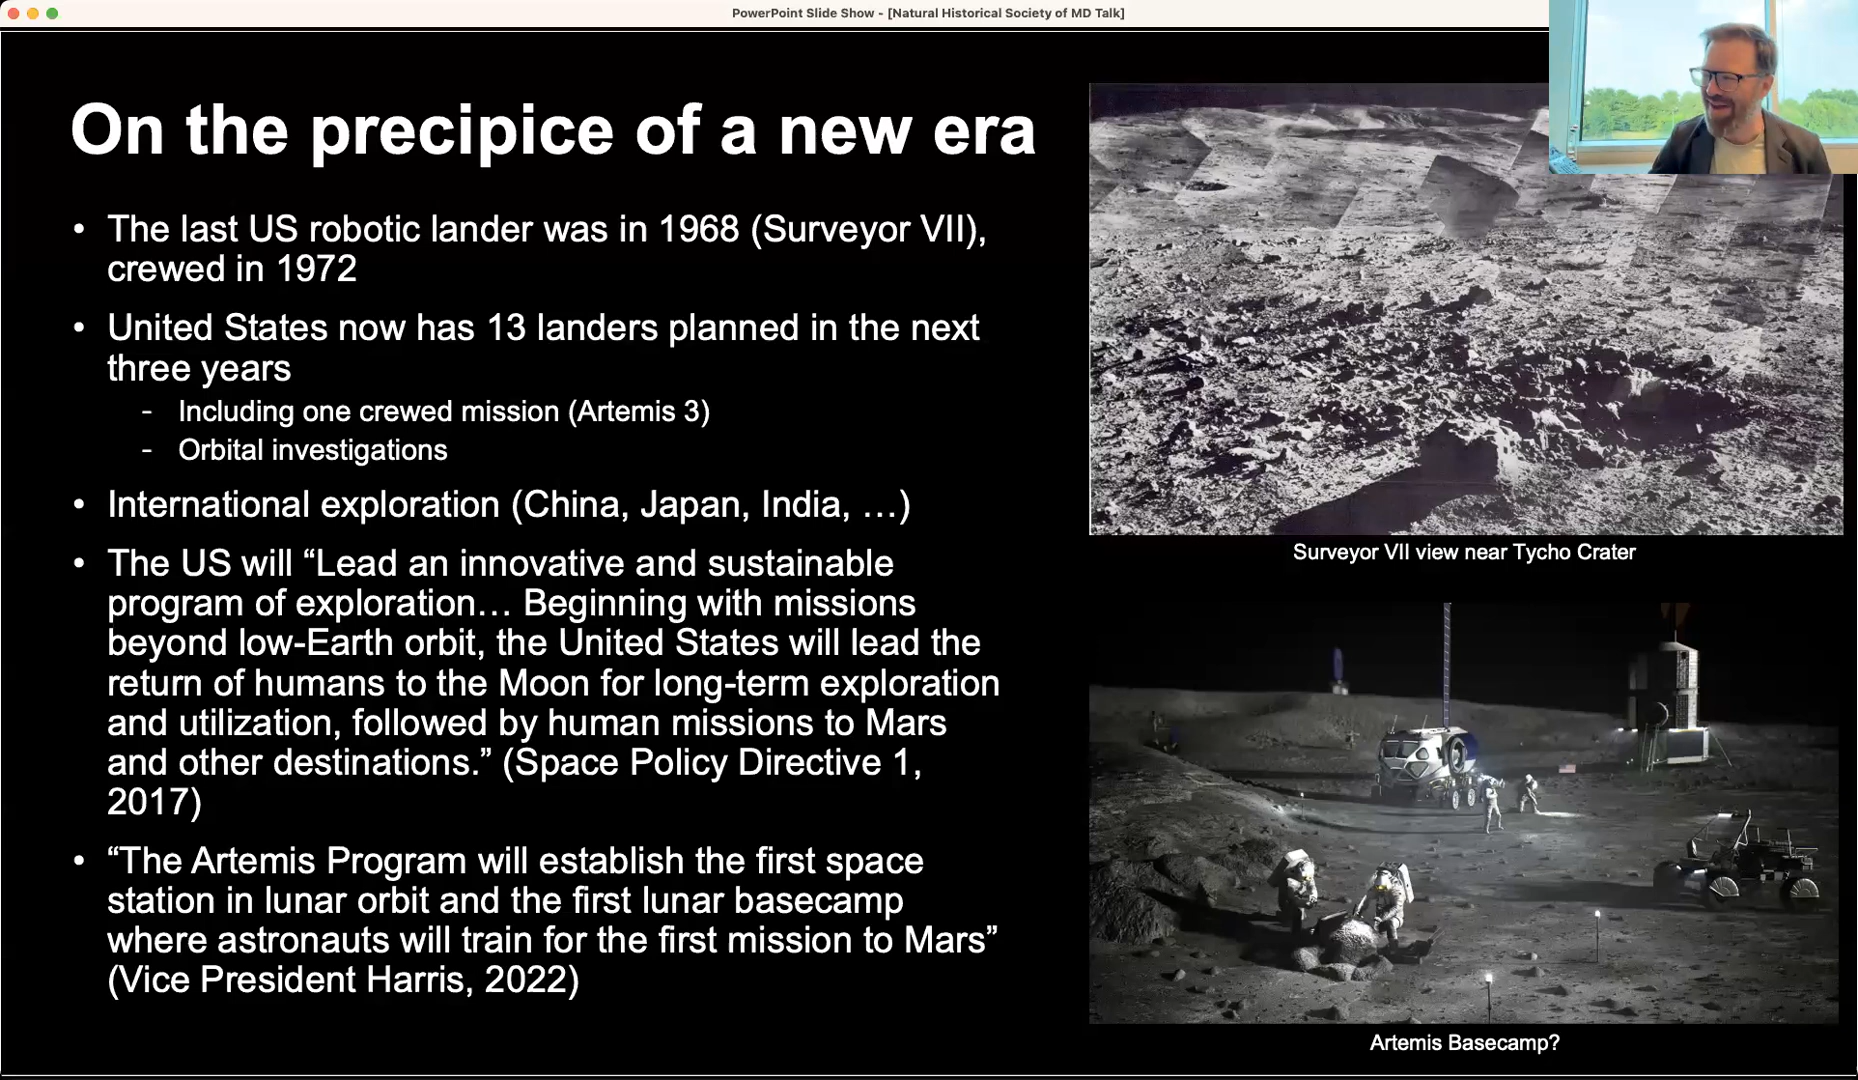 PowerPoint Slide Show - [Natural Historical Society of MD Talk]
On the precipice of a new era
• The last US robotic lander was in 1968 (Surveyor VII),
crewed in 1972
• United States now has 13 landers planned in the next
three years
- Including one crewed mission (Artemis 3)
- Orbital investigations
• International exploration (China, Japan, India, …)
• The US will “Lead an innovative and sustainable
program of exploration… Beginning with missions
beyond low-Earth orbit, the United States will lead the
return of humans to the Moon for long-term exploration
and utilization, followed by human missions to Mars
and other destinations.” (Space Policy Directive 1,
2017)
• “The Artemis Program will establish the first space
station in lunar orbit and the first lunar basecamp
where astronauts will train for the first mission to Mars”
(Vice President Harris, 2022)
Surveyor VII view near Tycho Crater
Artemis Basecamp?